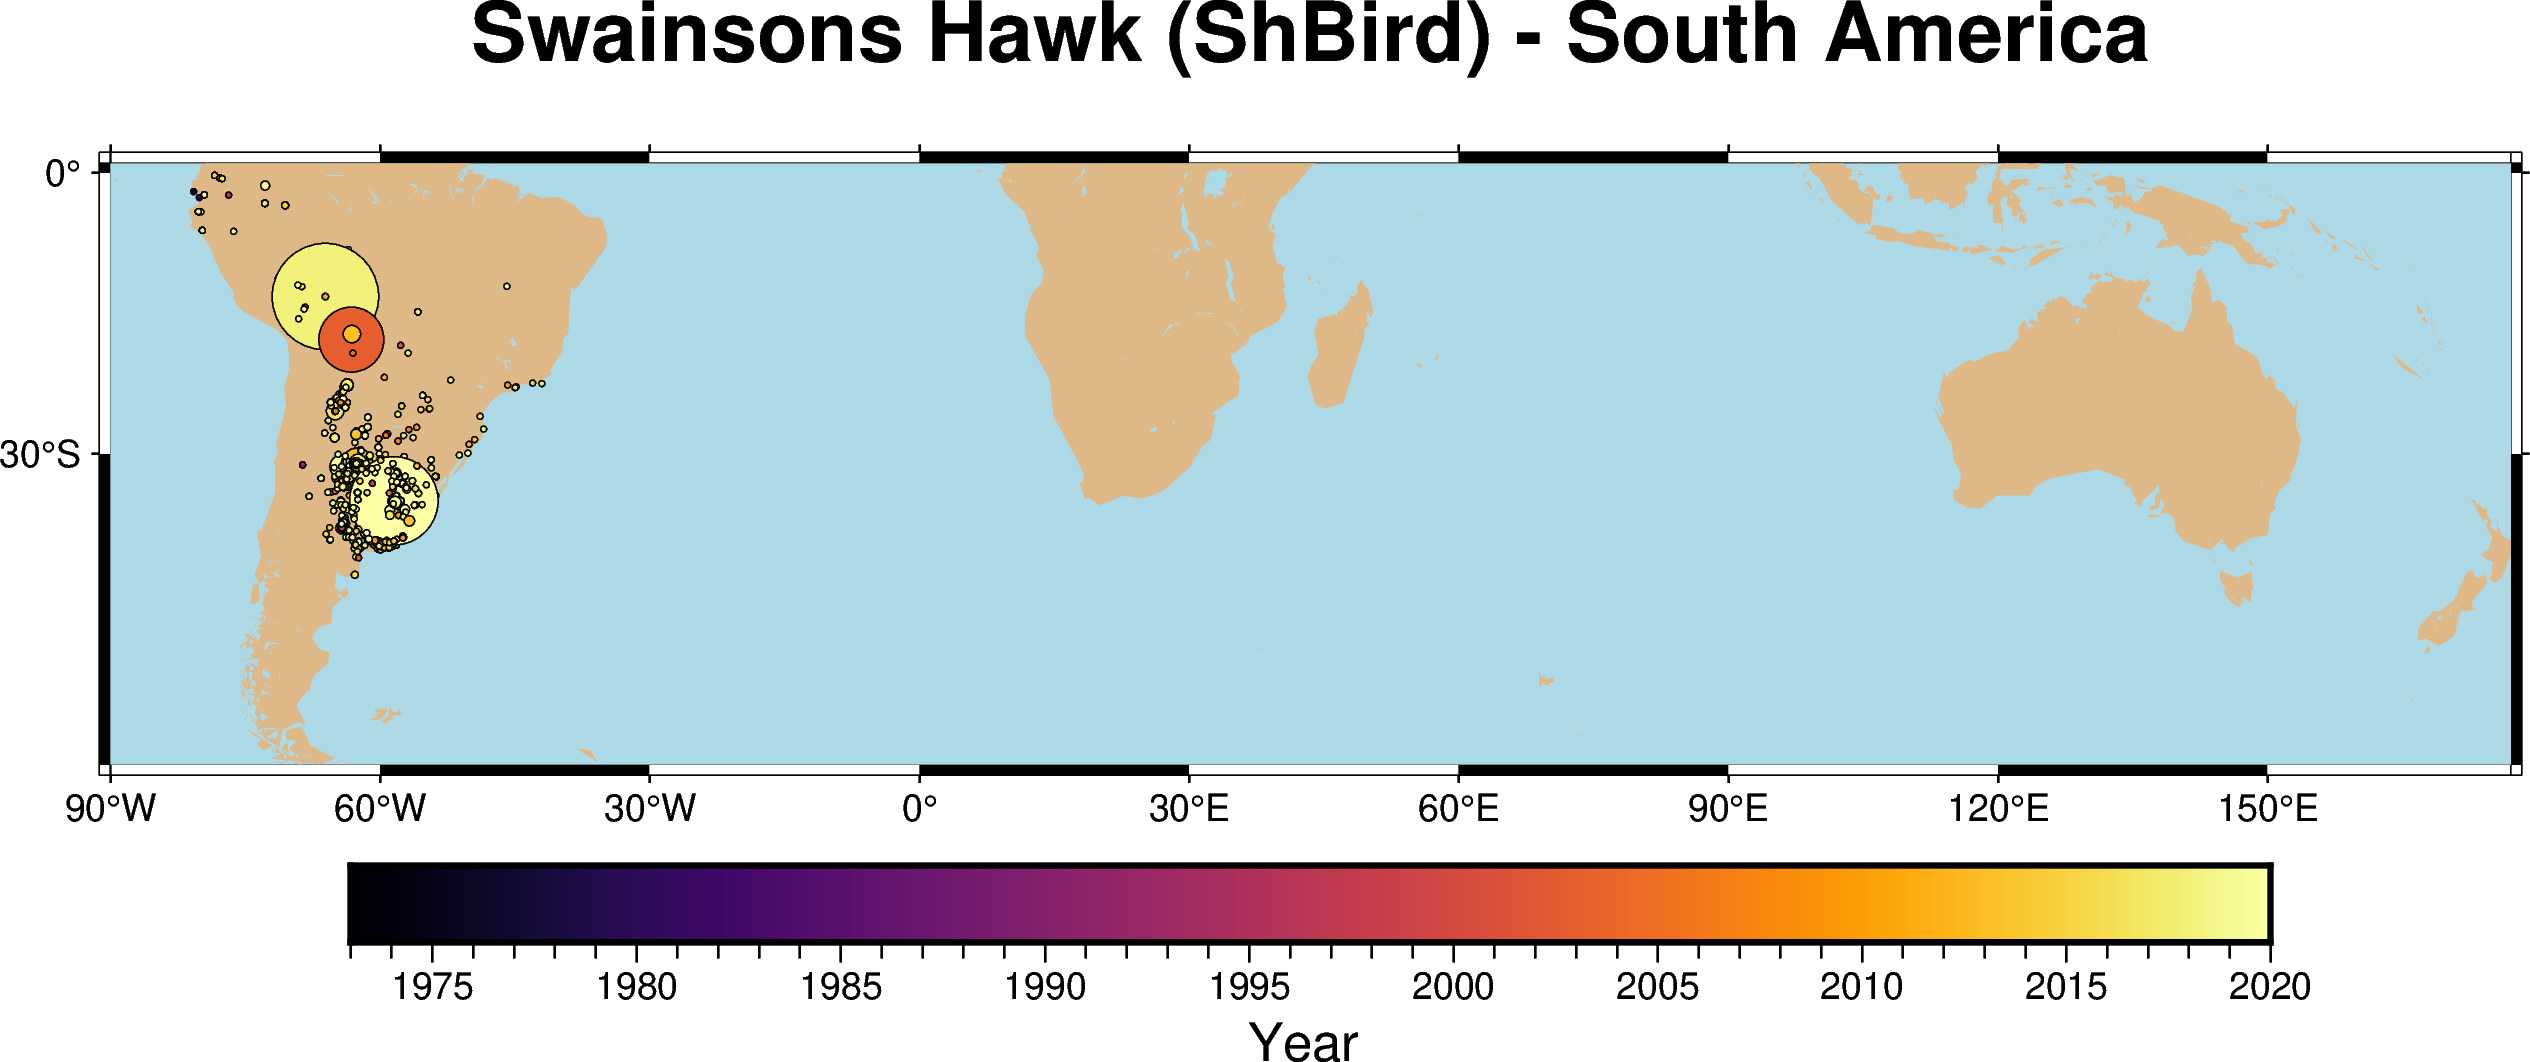 Swainsons Hawk (ShBird) - South America
0°
30°S
90°W 60°W 30°W 0° 30°E 60°E 90°E 120°E 150°E
1975 1980 1985 1990 1995 2000 2005 2010 2015 2020
Year